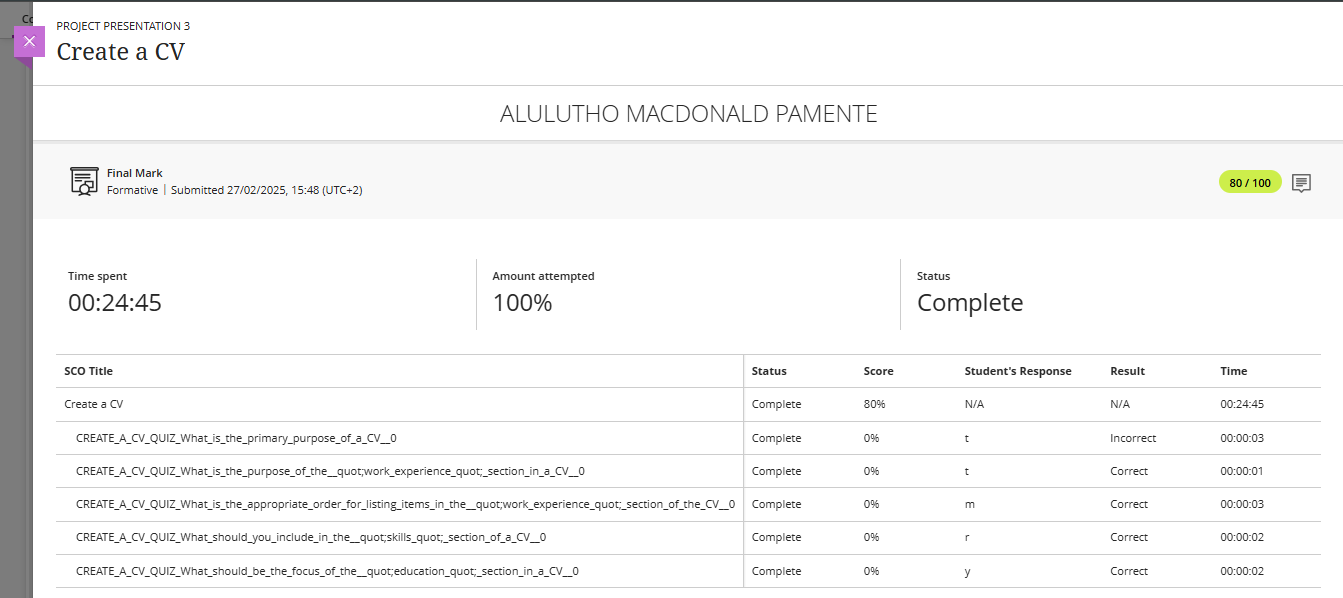 Co
PROJECT PRESENTATION 3
Create a CV
ALULUTHO MACDONALD PAMENTE
Final Mark
Formative | Submitted 27/02/2025, 15:48 (UTC+2)
80 / 100
Time spent
00:24:45
Amount attempted
100%
Status
Complete
SCO Title Status Score Student's Response Result Time
Create a CV Complete 80% N/A N/A 00:24:45
CREATE_A_CV_QUIZ_What_is_the_primary_purpose_of_a_CV__0 Complete 0% t Incorrect 00:00:03
CREATE_A_CV_QUIZ_What_is_the_purpose_of_the__quot;work_experience_quot;_section_in_a_CV__0 Complete 0% t Correct 00:00:01
CREATE_A_CV_QUIZ_What_is_the_appropriate_order_for_listing_items_in_the__quot;work_experience_quot;_section_of_the_CV__0 Complete 0% m Correct 00:00:03
CREATE_A_CV_QUIZ_What_should_you_include_in_the__quot;skills_quot;_section_of_a_CV__0 Complete 0% r Correct 00:00:02
CREATE_A_CV_QUIZ_What_should_be_the_focus_of_the__quot;education_quot;_section_in_a_CV__0 Complete 0% y Correct 00:00:02